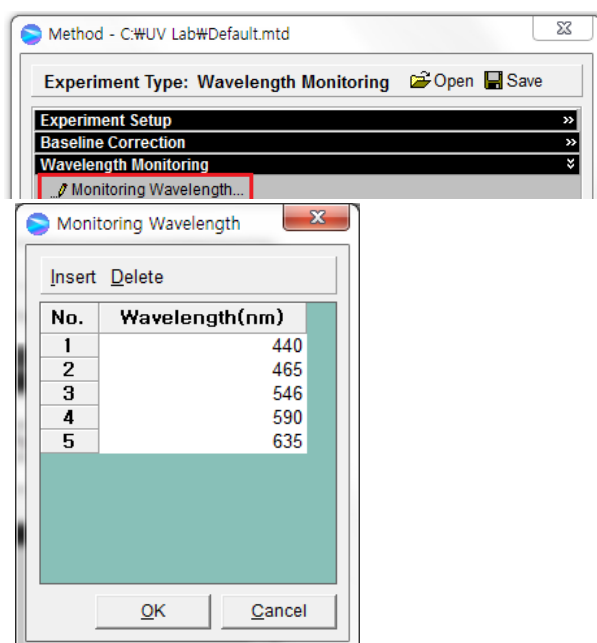 Method - C:₩UV Lab₩Default.mtd
Experiment Type: Wavelength Monitoring Open Save
Experiment Setup »
Baseline Correction »
Wavelength Monitoring
Monitoring Wavelength...
Monitoring Wavelength
Insert Delete
No. Wavelength(nm)
1 440
2 465
3 546
4 590
5 635
OK Cancel